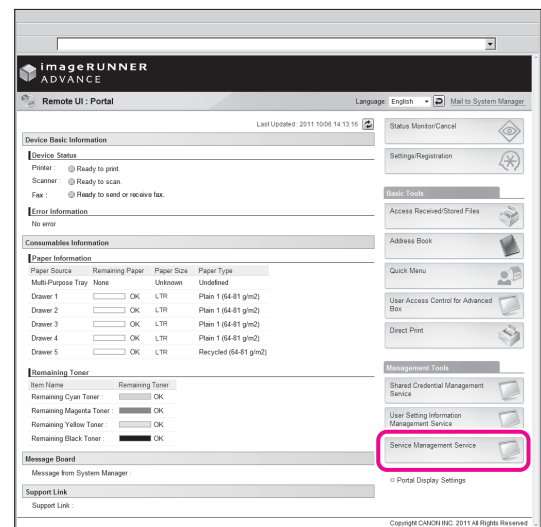 imageRUNNER
ADVANCE
Remote UI : Portal
Language: English
Mail to System Manager
Last Updated : 2011 10/06 14:13:16
Device Basic Information
Device Status
Printer : Ready to print.
Scanner : Ready to scan.
Fax : Ready to send or receive fax.
Error Information
No error
Consumables Information
Paper Information
Paper Source Remaining Paper Paper Size Paper Type
Multi-Purpose Tray None Unknown Undefined
Drawer 1 OK LTR Plain 1 (64-81 g/m2)
Drawer 2 OK LTR Plain 1 (64-81 g/m2)
Drawer 3 OK LTR Plain 1 (64-81 g/m2)
Drawer 4 OK LTR Plain 1 (64-81 g/m2)
Drawer 5 OK LTR Recycled (64-81 g/m2)
Remaining Toner
Item Name Remaining Toner
Remaining Cyan Toner : OK
Remaining Magenta Toner : OK
Remaining Yellow Toner : OK
Remaining Black Toner : OK
Message Board
Message from System Manager :
Support Link
Support Link :
Status Monitor/Cancel
Settings/Registration
Basic Tools
Access Received/Stored Files
Address Book
Quick Menu
User Access Control for Advanced
Box
Direct Print
Management Tools
Shared Credential Management
Service
User Setting Information
Management Service
Service Management Service
Portal Display Settings
Copyright CANON INC. 2011 All Rights Reserved